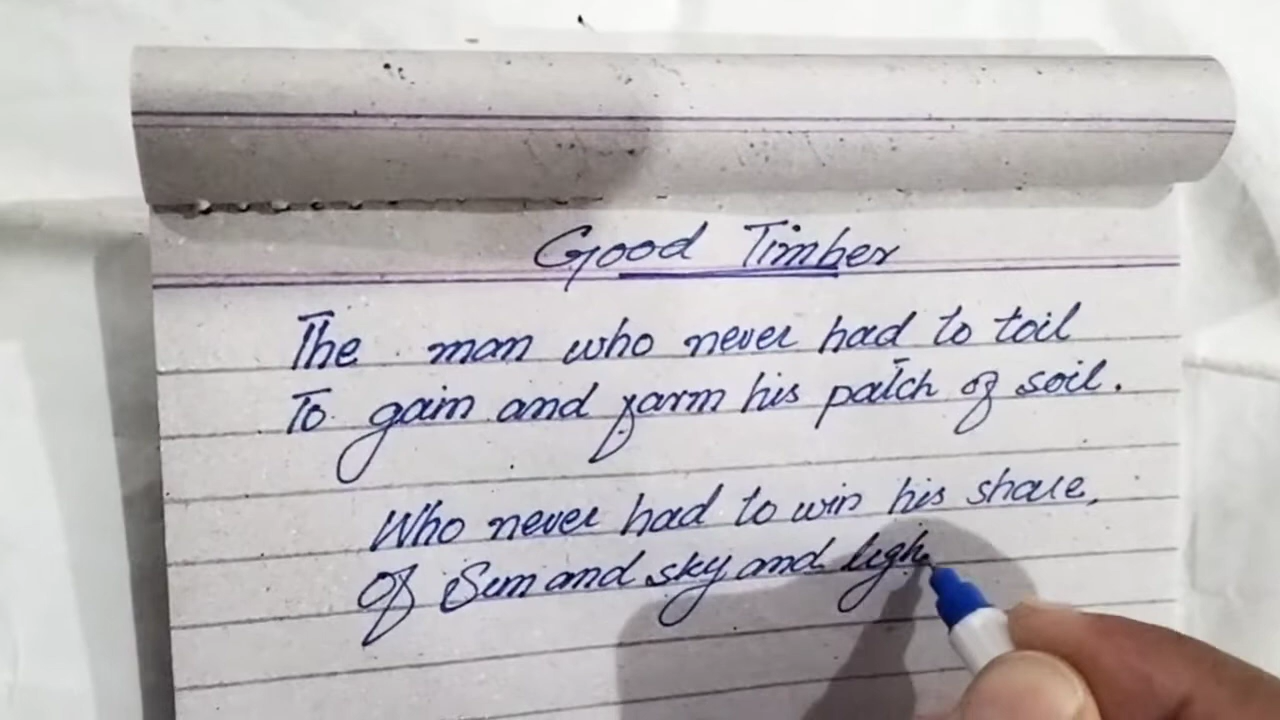 Good Timber
The man who never had to toil
To gain and farm his patch of soil.
Who never had to win his share,
Of Sun and sky and ligh